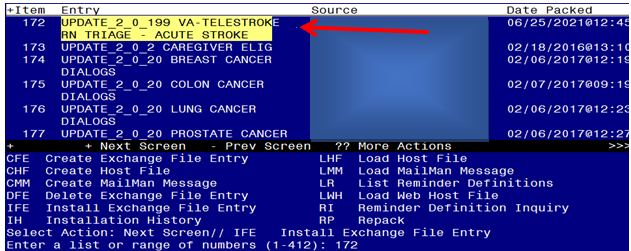 +Item Entry Source Date Packed
172 UPDATE_2_0_199 VA-TELESTROKE 06/25/2021@12:45
RN TRIAGE - ACUTE STROKE
173 UPDATE_2_0_2 CAREGIVER ELIG 02/18/2016@13:10
174 UPDATE_2_0_20 BREAST CANCER 02/06/2017@12:19
DIALOGS
175 UPDATE_2_0_20 COLON CANCER 02/07/2017@09:19
DIALOGS
176 UPDATE_2_0_20 LUNG CANCER 02/06/2017@12:23
DIALOGS
177 UPDATE_2_0_20 PROSTATE CANCER 02/06/2017@12:27
+ + Next Screen - Prev Screen ?? More Actions >>>
CFE Create Exchange File Entry LHF Load Host File
CHF Create Host File LMM Load MailMan Message
CMM Create MailMan Message LR List Reminder Definitions
DFE Delete Exchange File Entry LWH Load Web Host File
IFE Install Exchange File Entry RI Reminder Definition Inquiry
IH Installation History RP Repack
Select Action: Next Screen// IFE Install Exchange File Entry
Enter a list or range of numbers (1-412): 172